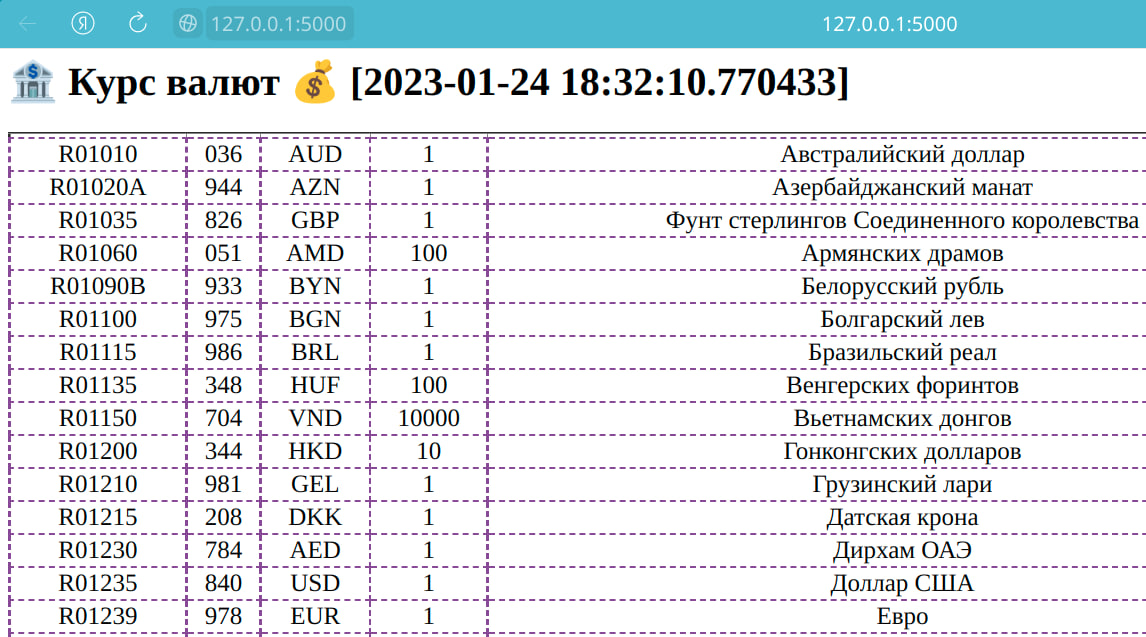 Я 127.0.0.1:5000 127.0.0.1:5000
Курс валют [2023-01-24 18:32:10.770433]
R01010 036 AUD 1 Австралийский доллар
R01020A 944 AZN 1 Азербайджанский манат
R01035 826 GBP 1 Фунт стерлингов Соединенного королевства
R01060 051 AMD 100 Армянских драмов
R01090B 933 BYN 1 Белорусский рубль
R01100 975 BGN 1 Болгарский лев
R01115 986 BRL 1 Бразильский реал
R01135 348 HUF 100 Венгерских форинтов
R01150 704 VND 10000 Вьетнамских донгов
R01200 344 HKD 10 Гонконгских долларов
R01210 981 GEL 1 Грузинский лари
R01215 208 DKK 1 Датская крона
R01230 784 AED 1 Дирхам ОАЭ
R01235 840 USD 1 Доллар США
R01239 978 EUR 1 Евро